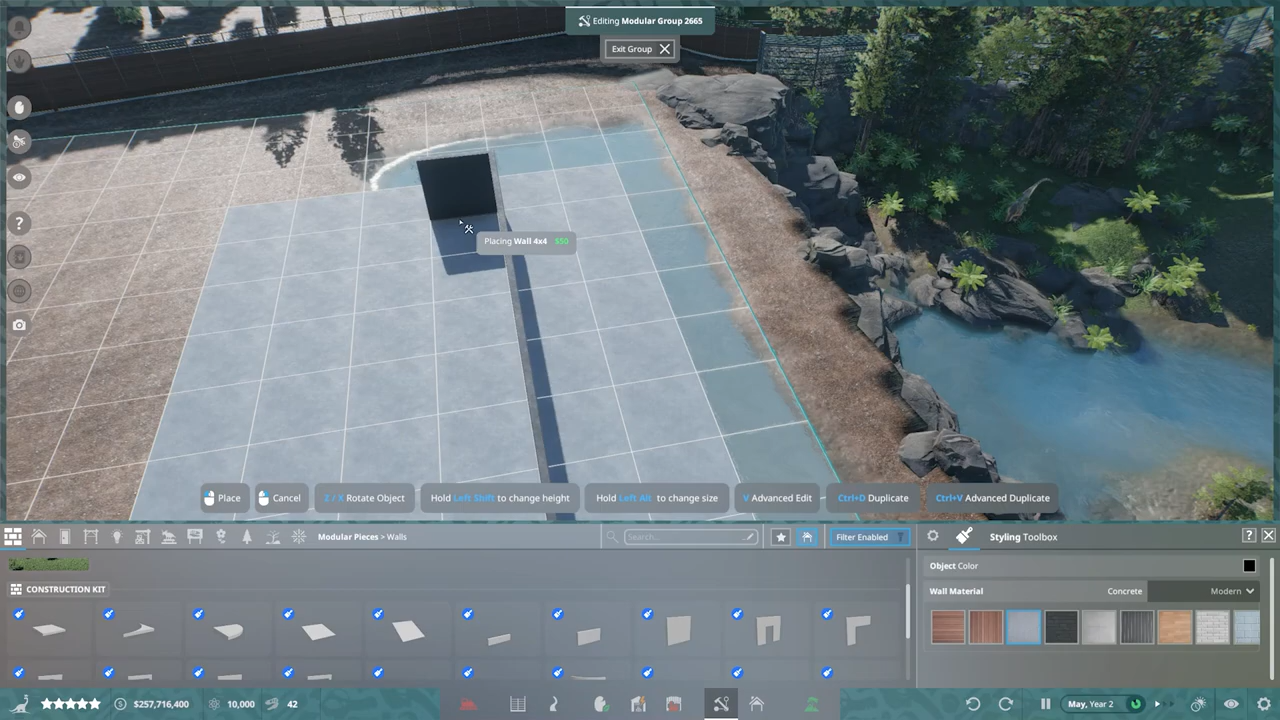 Editing Modular Group 2665
Exit Group
Placing Wall 4x4 $50
Place
Cancel
Z / X Rotate Object
Hold Left Shift to change height
Hold Left Alt to change size
V Advanced Edit
Ctrl+D Duplicate
Ctrl+V Advanced Duplicate
Modular Pieces > Walls
Search...
Filter Enabled
Styling Toolbox
?
?
Object Color
Wall Material Concrete Modern
CONSTRUCTION KIT
$257,716,400
10,000
42
May, Year 2